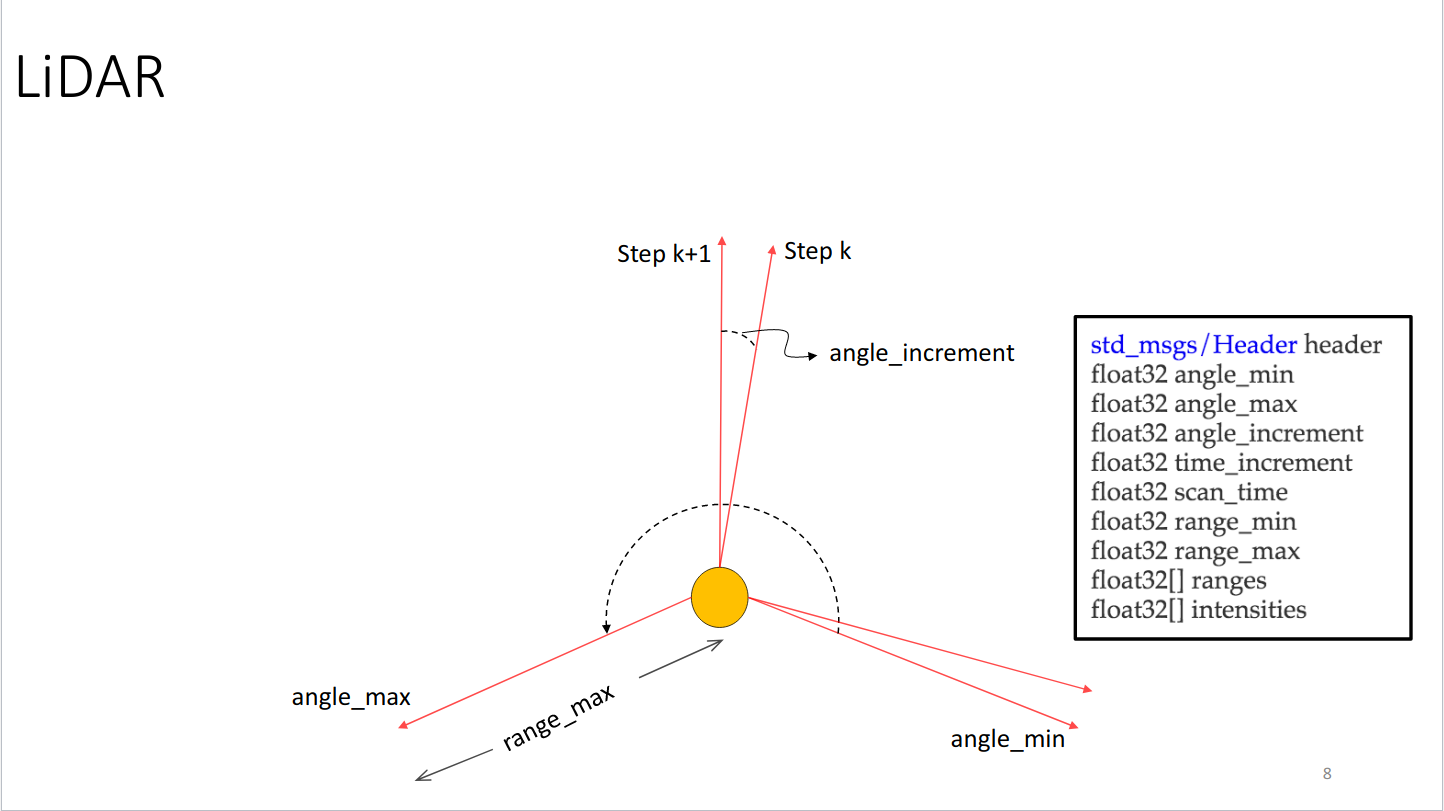 LiDAR
Step k+1
Step k
angle_increment
std_msgs/Header header
float32 angle_min
float32 angle_max
float32 angle_increment
float32 time_increment
float32 scan_time
float32 range_min
float32 range_max
float32[] ranges
float32[] intensities
angle_max
range_max
angle_min
8